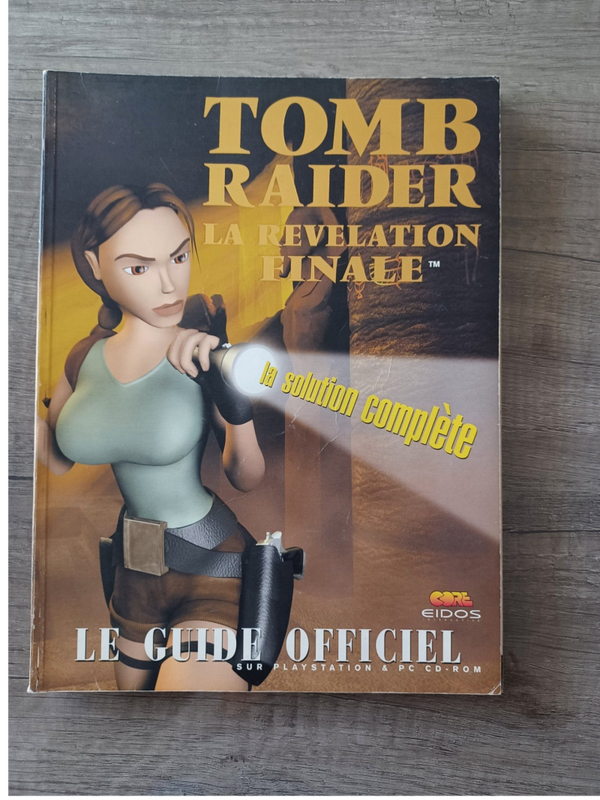 TOMB
RAIDER
LA REVELATION
FINALE™
la solution complète
CORE
EIDOS
LE GUIDE OFFICIEL
SUR PLAYSTATION & PC CD-ROM